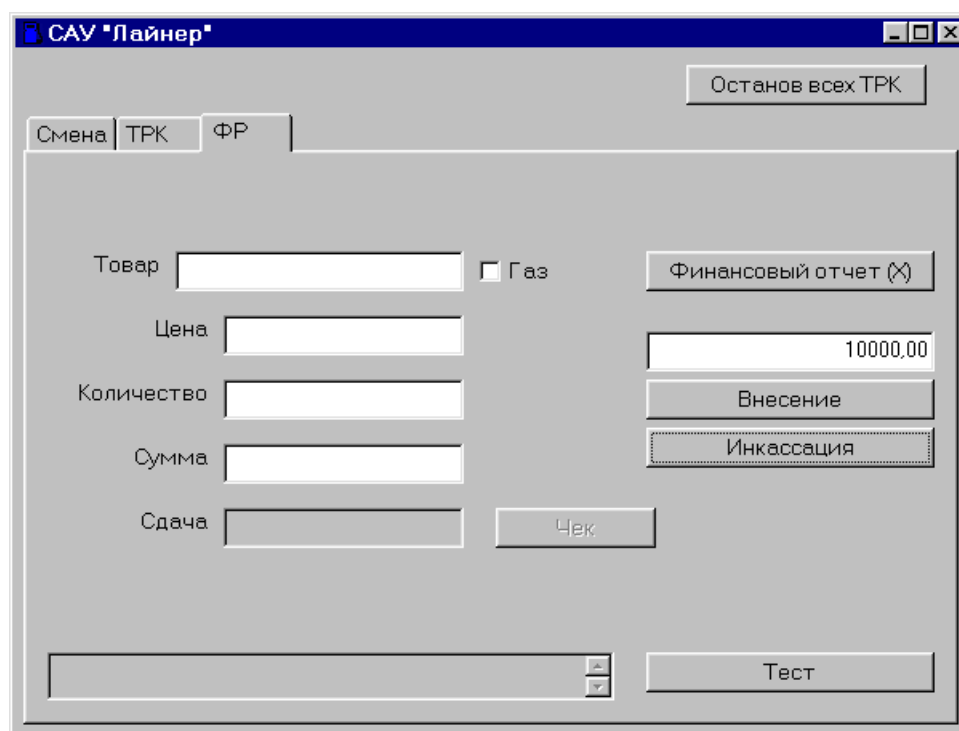 САУ "Лайнер"
Останов всех ТРК
Смена ТРК ФР
Товар Газ Финансовый отчет (X)
Цена
10000,00
Количество Внесение
Сумма Инкассация
Сдача Чек
Тест